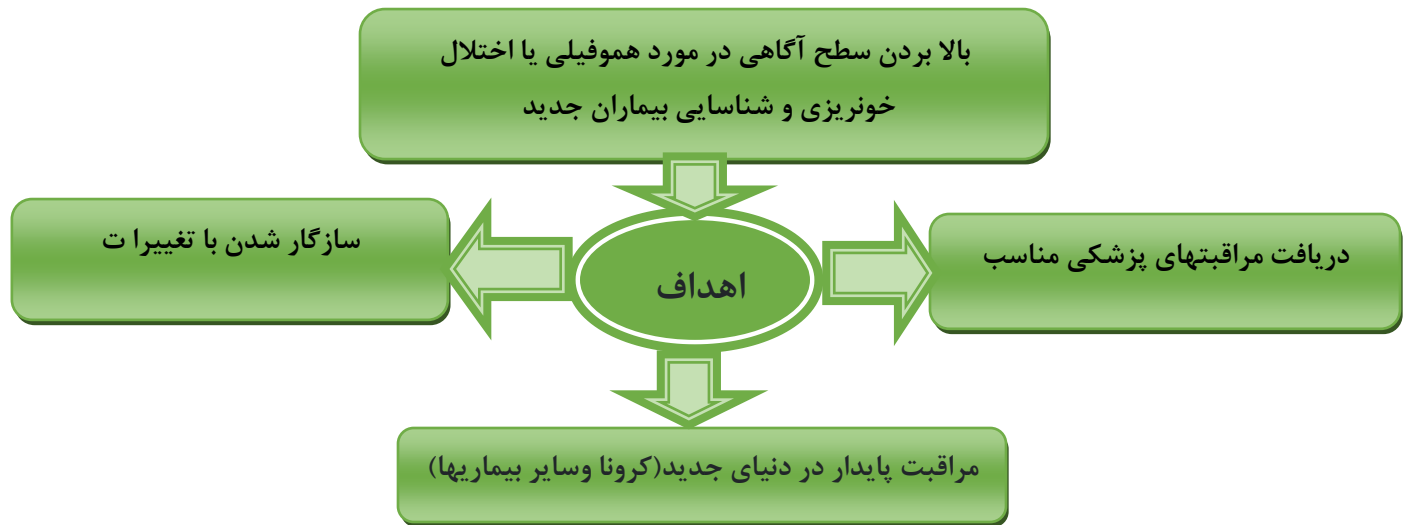 بالا بردن سطح آگاهی در مورد هموفیلی یا اختلال
خونریزی و شناسایی بیماران جدید
دریافت مراقبتهای پزشکی مناسب
سازگار شدن با تغییرا ت
اهداف
مراقبت پایدار در دنیای جدید(کرونا وسایر بیماریها)